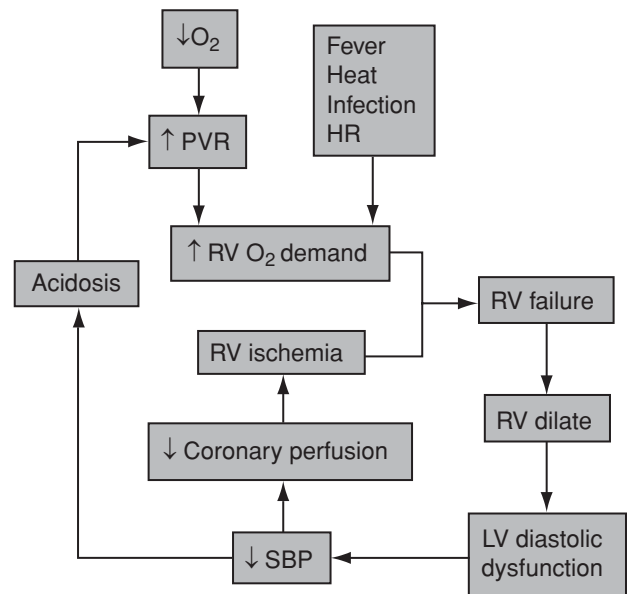 ↓O₂
Fever
Heat
Infection
HR
↑ PVR
↑ RV O₂ demand
Acidosis
RV failure
RV ischemia
RV dilate
↓ Coronary perfusion
↓ SBP
LV diastolic
dysfunction